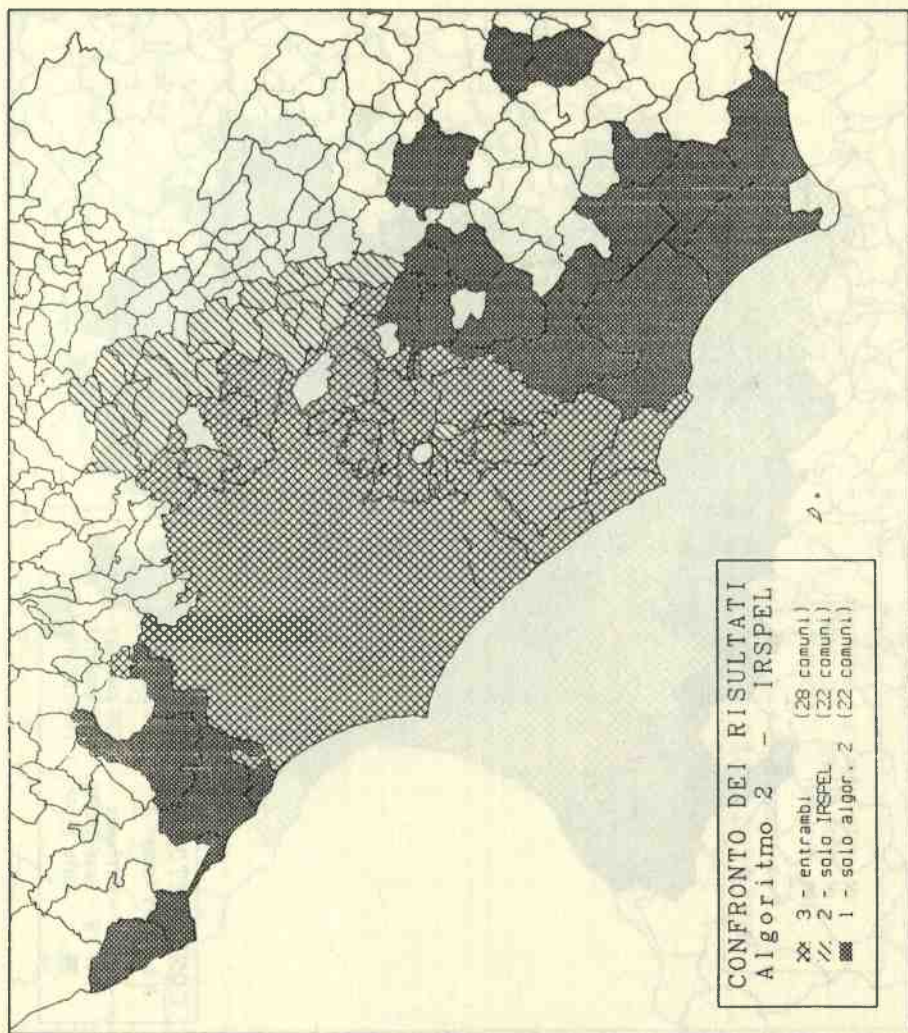 CONFRONTO DEI RISULTATI
Algoritmo 2 - IRSPEL
3 - entrambi (28 comuni)
2 - solo IRSPEL (22 comuni)
1 - solo algor. 2 (22 comuni)